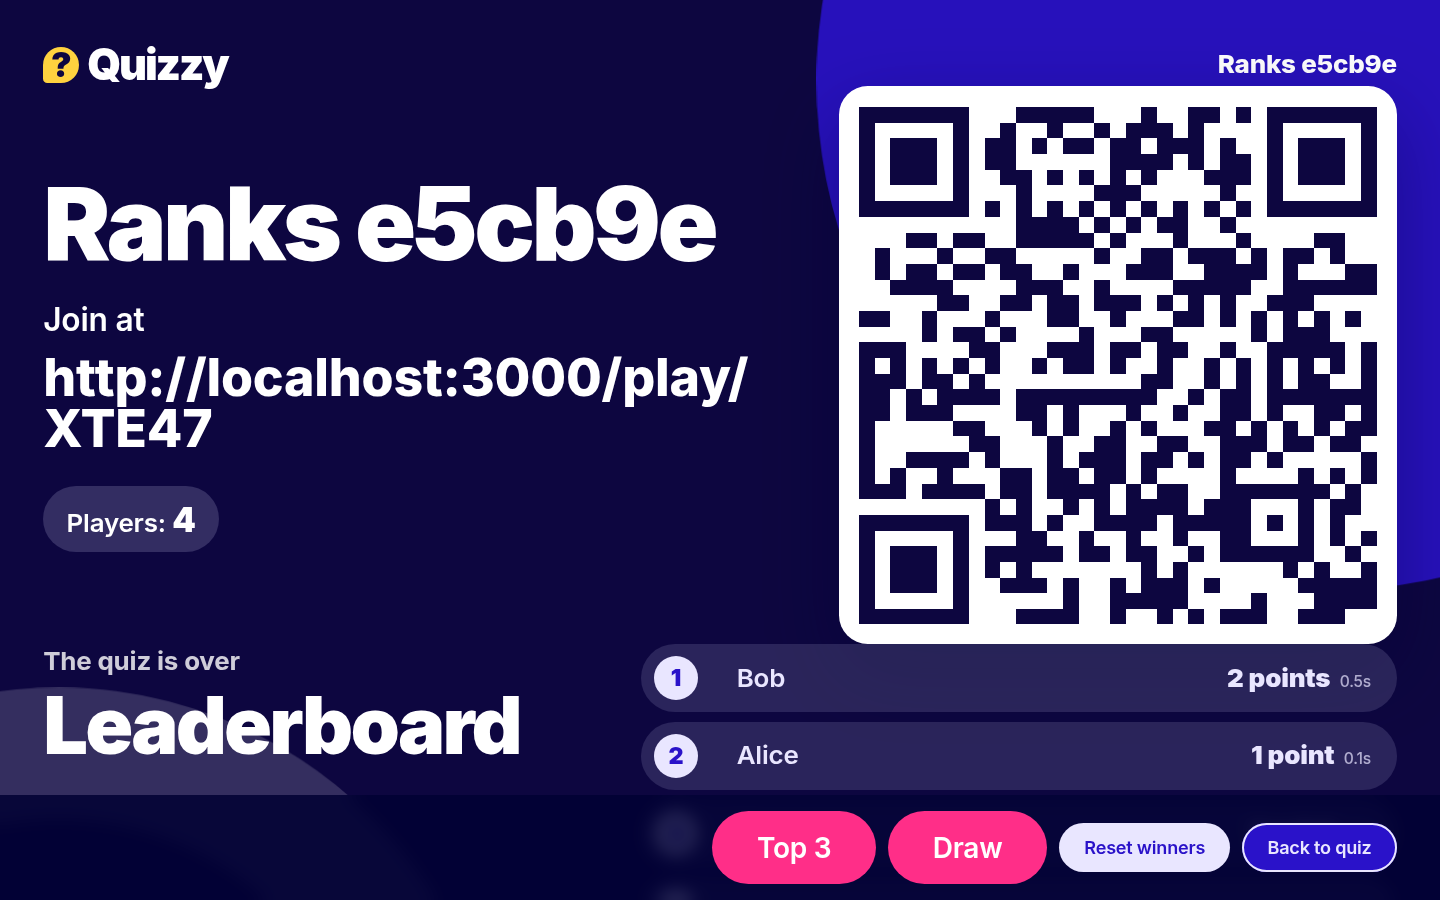 Quizzy
Ranks e5cb9e
Ranks e5cb9e
Join at
http://localhost:3000/play/
XTE47
Players: 4
The quiz is over
Leaderboard
1 Bob 2 points 0.5s
2 Alice 1 point 0.1s
Top 3 Draw Reset winners Back to quiz